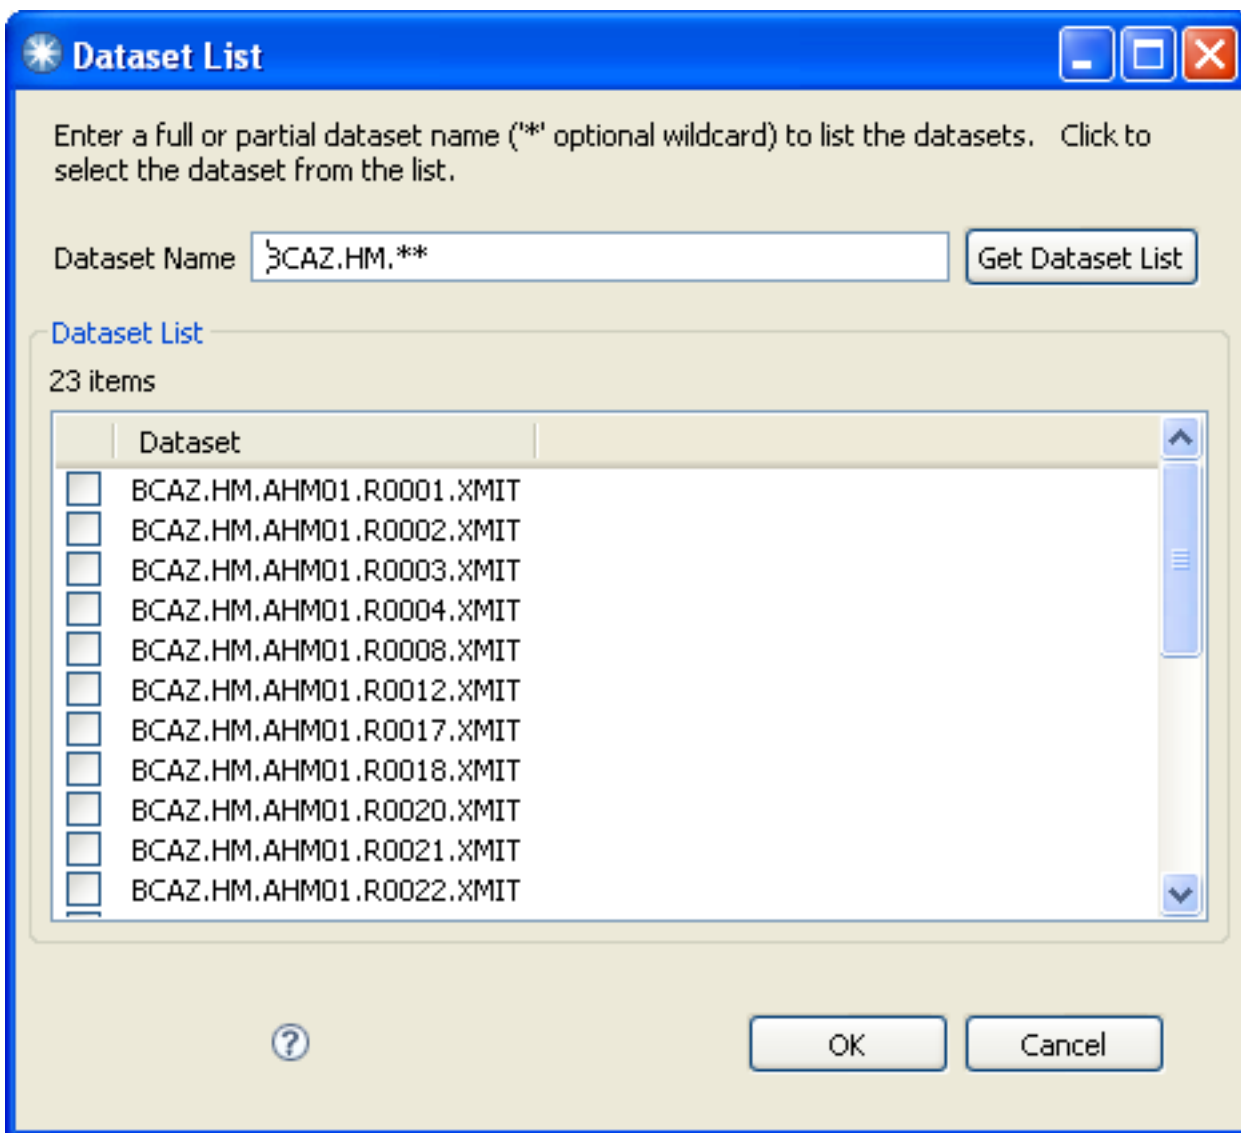 Dataset List
Enter a full or partial dataset name ('*' optional wildcard) to list the datasets. Click to
select the dataset from the list.
Dataset Name BCAZ.HM.** Get Dataset List
Dataset List
23 items
Dataset
BCAZ.HM.AHM01.R0001.XMIT
BCAZ.HM.AHM01.R0002.XMIT
BCAZ.HM.AHM01.R0003.XMIT
BCAZ.HM.AHM01.R0004.XMIT
BCAZ.HM.AHM01.R0008.XMIT
BCAZ.HM.AHM01.R0012.XMIT
BCAZ.HM.AHM01.R0017.XMIT
BCAZ.HM.AHM01.R0018.XMIT
BCAZ.HM.AHM01.R0020.XMIT
BCAZ.HM.AHM01.R0021.XMIT
BCAZ.HM.AHM01.R0022.XMIT
? OK Cancel